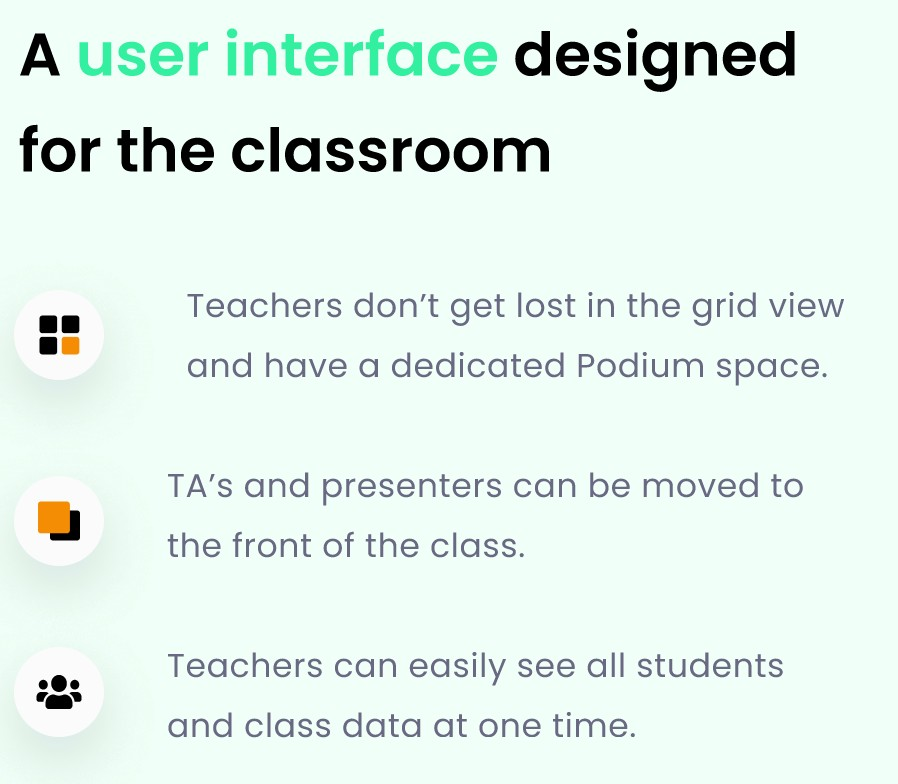 A user interface designed
for the classroom
Teachers don’t get lost in the grid view
and have a dedicated Podium space.
TA’s and presenters can be moved to
the front of the class.
Teachers can easily see all students
and class data at one time.